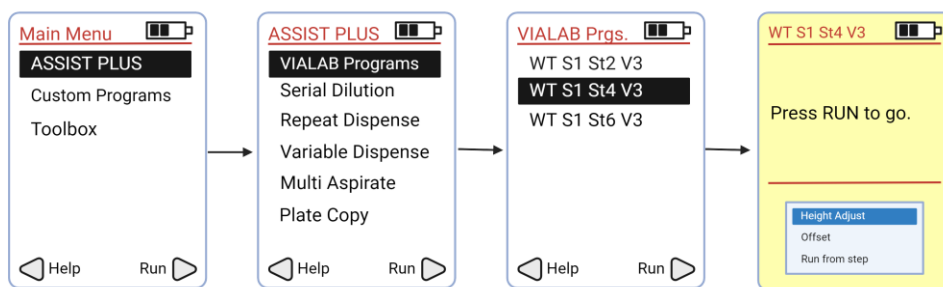 Main Menu
ASSIST PLUS
Custom Programs
Toolbox
Help
Run
ASSIST PLUS
VIALAB Programs
Serial Dilution
Repeat Dispense
Variable Dispense
Multi Aspirate
Plate Copy
Help
Run
VIALAB Prgs.
WT S1 St2 V3
WT S1 St4 V3
WT S1 St6 V3
Help
Run
WT S1 St4 V3
Press RUN to go.
Height Adjust
Offset
Run from step